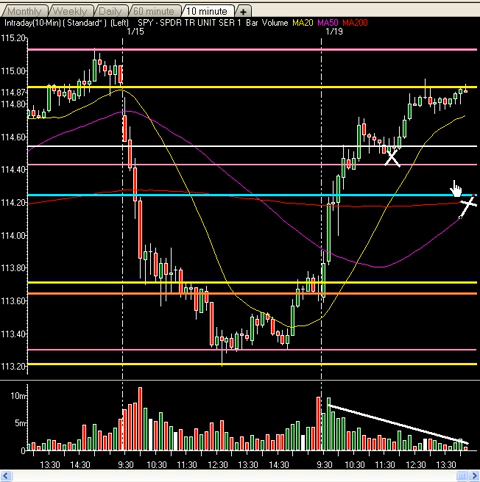 Monthly Weekly Daily 60 minute 10 minute +
Intraday(10-Min) ( Standard* ) (Left) SPY - SPDR TR UNIT SER 1 Bar Volume MA20 MA50 MA200
115.20 1/15 1/19
115.00
114.87
114.80
114.60
114.40
114.20
114.00
113.80
113.60
113.40
113.20
10m
5m
0
13:30 14:30 9:30 10:30 11:30 12:30 13:30 14:30 9:30 10:30 11:30 12:30 13:30